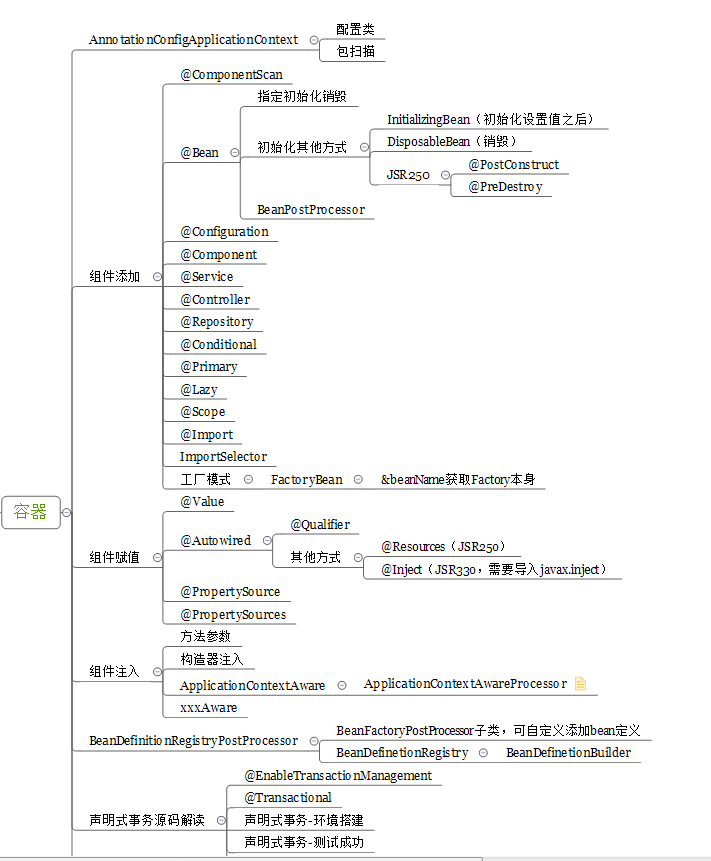 AnnotationConfigApplicationContext
配置类
包扫描
@ComponentScan
指定初始化销毁
@Bean
初始化其他方式
InitializingBean（初始化设置值之后）
DisposableBean（销毁）
JSR250
@PostConstruct
@PreDestroy
BeanPostProcessor
@Configuration
@Component
组件添加
@Service
@Controller
@Repository
@Conditional
@Primary
@Lazy
@Scope
@Import
ImportSelector
工厂模式
FactoryBean
&beanName获取Factory本身
容器
@Value
@Autowired
@Qualifier
其他方式
@Resources（JSR250）
@Inject（JSR330，需要导入javax.inject）
组件赋值
@PropertySource
@PropertySources
方法参数
构造器注入
组件注入
ApplicationContextAware
ApplicationContextAwareProcessor
xxxAware
BeanDefinitionRegistryPostProcessor
BeanFactoryPostProcessor子类，可自定义添加bean定义
BeanDefinetionRegistry
BeanDefinetionBuilder
@EnableTransactionManagement
@Transactional
声明式事务源码解读
声明式事务-环境搭建
声明式事务-测试成功